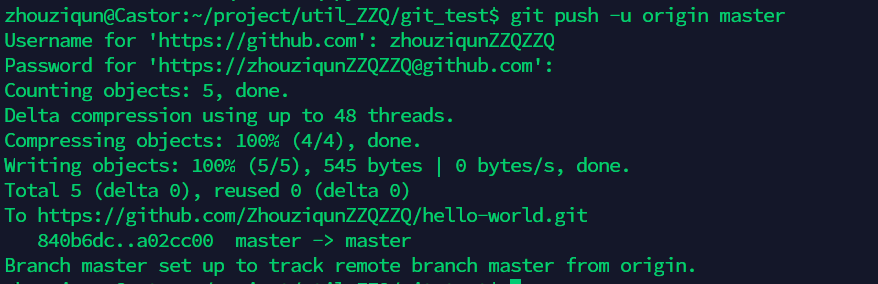 zhouziqun@Castor:~/project/util_ZZQ/git_test$ git push -u origin master
Username for 'https://github.com': zhouziqunZZQZZQ
Password for 'https://zhouziqunZZQZZQ@github.com':
Counting objects: 5, done.
Delta compression using up to 48 threads.
Compressing objects: 100% (4/4), done.
Writing objects: 100% (5/5), 545 bytes | 0 bytes/s, done.
Total 5 (delta 0), reused 0 (delta 0)
To https://github.com/ZhouziqunZZQZZQ/hello-world.git
   840b6dc..a02cc00  master -> master
Branch master set up to track remote branch master from origin.